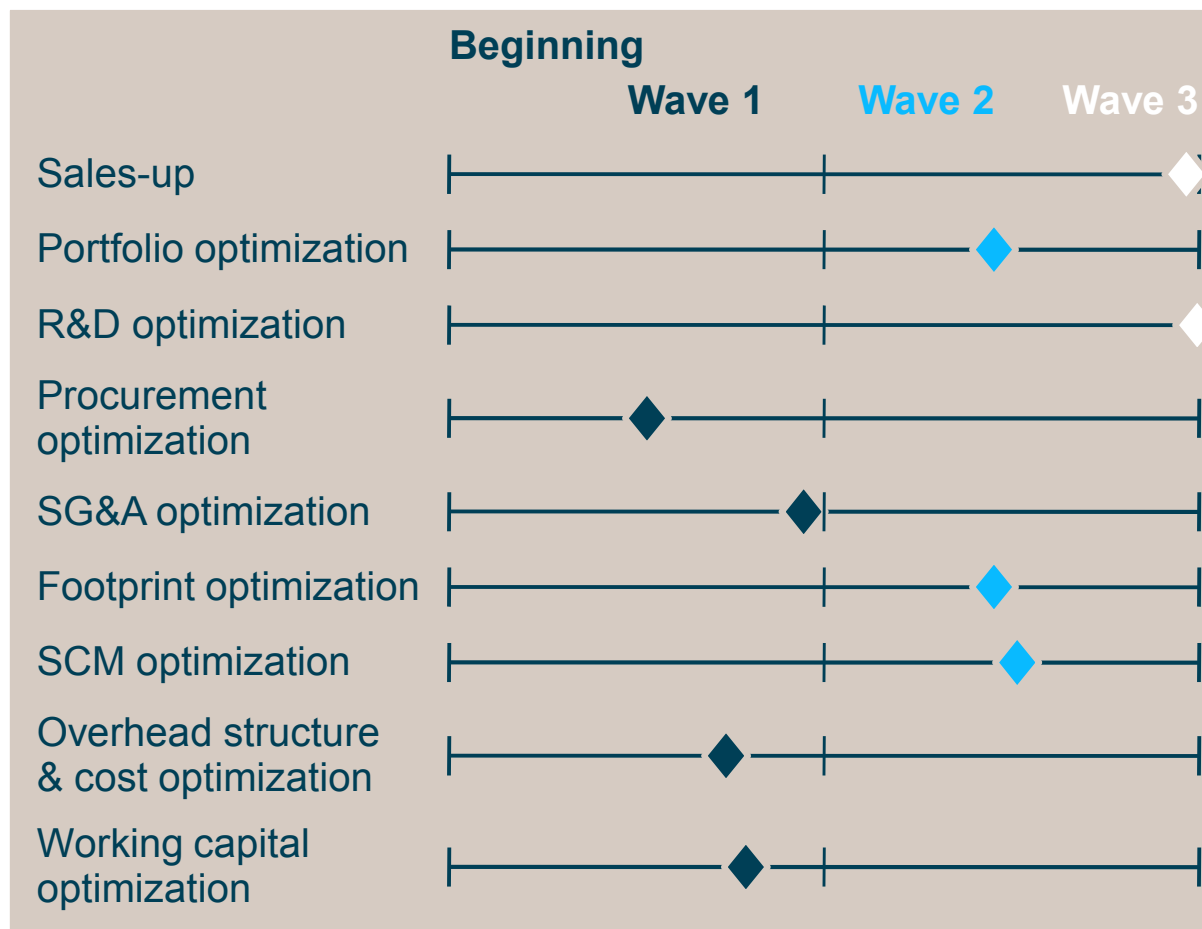 Beginning
Wave 1 Wave 2 Wave 3
Sales-up
Portfolio optimization
R&D optimization
Procurement
optimization
SG&A optimization
Footprint optimization
SCM optimization
Overhead structure
& cost optimization
Working capital
optimization